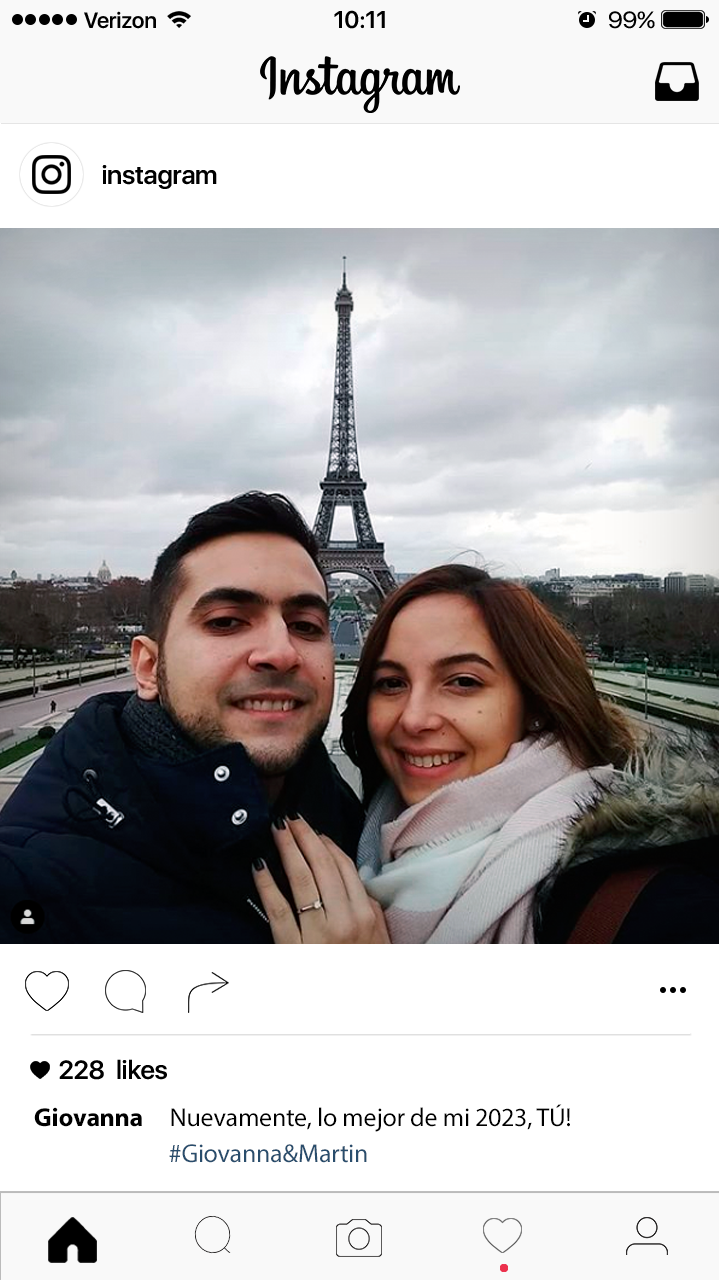 Verizon 10:11 99%
Instagram
instagram
228 likes
Giovanna Nuevamente, lo mejor de mi 2023, TÚ!
#Giovanna&Martin